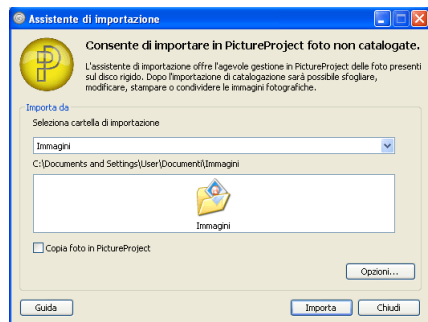 Assistente di importazione
Consente di importare in PictureProject foto non catalogate.
L'assistente di importazione offre l'agevole gestione in PictureProject delle foto presenti
sul disco rigido. Dopo l'importazione di catalogazione sarà possibile sfogliare,
modificare, stampare o condividere le immagini fotografiche.
Importa da
Seleziona cartella di importazione
Immagini
C:\Documents and Settings\User\Documenti\Immagini
Immagini
Copia foto in PictureProject
Opzioni...
Guida
Importa
Chiudi